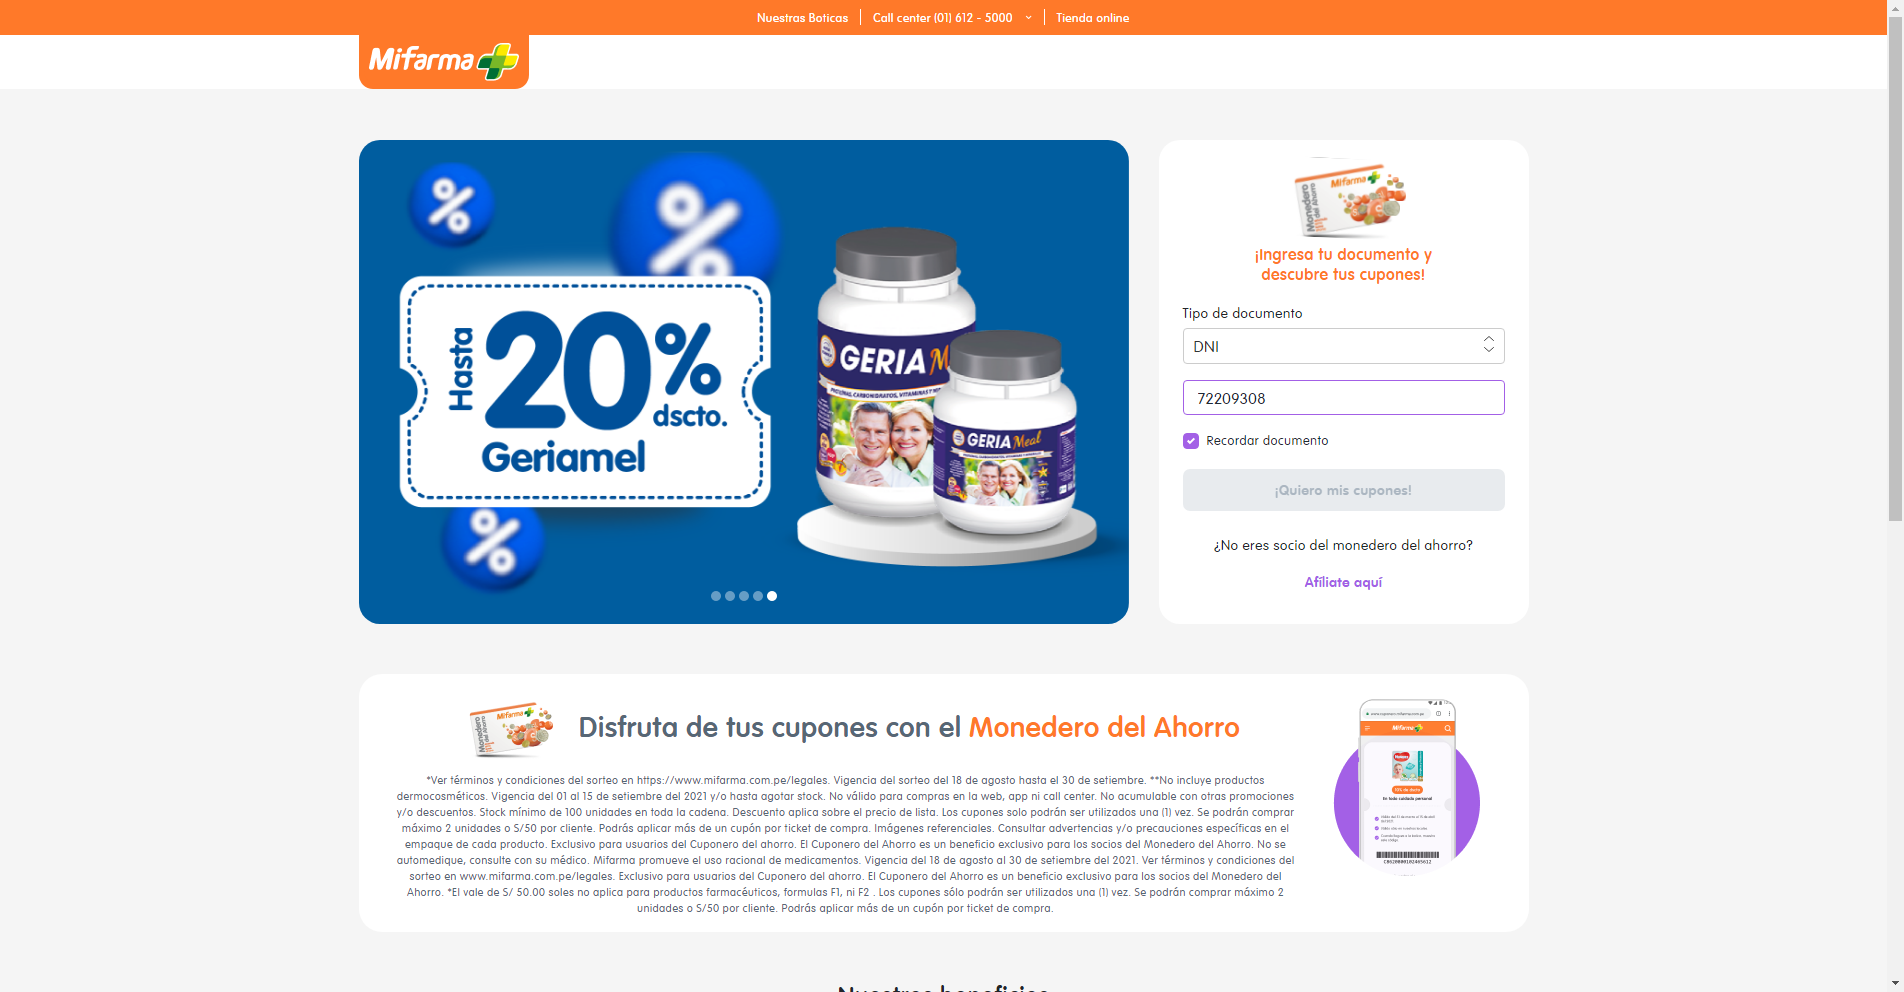 Nuestras Boticas
Call center (01) 612 - 5000
Tienda online
Mifarma
Hasta
20%
dscto.
Geriamel
GERIA M
GERIA Meal
Monedero
del Ahorro
Mifarma
¡Ingresa tu documento y
descubre tus cupones!
Tipo de documento
DNI
72209308
Recordar documento
¡Quiero mis cupones!
¿No eres socio del monedero del ahorro?
Afíliate aquí
Monedero
del Ahorro
Mifarma
Disfruta de tus cupones con el Monedero del Ahorro
*Ver términos y condiciones del sorteo en https://www.mifarma.com.pe/legales. Vigencia del sorteo del 18 de agosto hasta el 30 de setiembre. **No incluye productos
dermocosméticos. Vigencia del 01 al 15 de setiembre del 2021 y/o hasta agotar stock. No válido para compras en la web, app ni call center. No acumulable con otras promociones
y/o descuentos. Stock mínimo de 100 unidades en toda la cadena. Descuento aplica sobre el precio de lista. Los cupones solo podrán ser utilizados una (1) vez. Se podrán comprar
máximo 2 unidades o S/50 por cliente. Podrás aplicar más de un cupón por ticket de compra. Imágenes referenciales. Consultar advertencias y/o precauciones específicas en el
empaque de cada producto. Exclusivo para usuarios del Cuponero del ahorro. El Cuponero del Ahorro es un beneficio exclusivo para los socios del Monedero del Ahorro. No se
automedique, consulte con su médico. Mifarma promueve el uso racional de medicamentos. Vigencia del 18 de agosto al 30 de setiembre del 2021. Ver términos y condiciones del
sorteo en www.mifarma.com.pe/legales. Exclusivo para usuarios del Cuponero del ahorro. El Cuponero del Ahorro es un beneficio exclusivo para los socios del Monedero del
Ahorro. *El vale de S/ 50.00 soles no aplica para productos farmacéuticos, formulas F1, ni F2 . Los cupones sólo podrán ser utilizados una (1) vez. Se podrán comprar máximo 2
unidades o S/50 por cliente. Podrás aplicar más de un cupón por ticket de compra.
Mifarma
10% de dscto
En todo cuidado personal
Nuestros beneficios